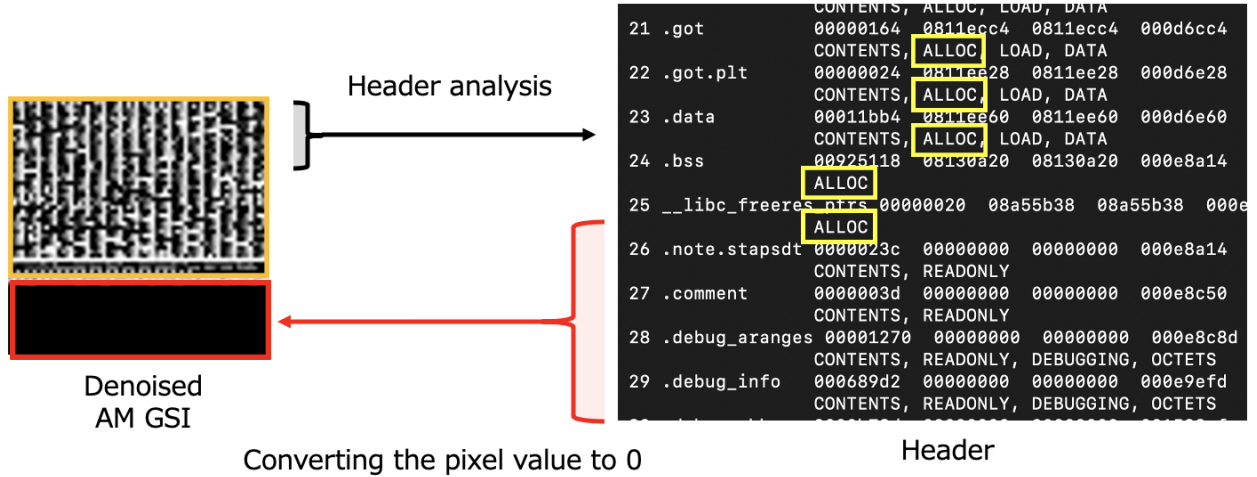 CONTENTS, ALLOC, LOAD, DATA
21 .got 00000164 0811ecc4 0811ecc4 000d6cc4
CONTENTS, ALLOC, LOAD, DATA
22 .got.plt 00000024 0811ee28 0811ee28 000d6e28
CONTENTS, ALLOC, LOAD, DATA
23 .data 00011bb4 0811ee60 0811ee60 000d6e60
CONTENTS, ALLOC, LOAD, DATA
24 .bss 00925118 08130a20 08130a20 000e8a14
ALLOC
25 __libc_freeres_ptrs 00000020 08a55b38 08a55b38 000e
ALLOC
26 .note.stapsdt 0000023c 00000000 00000000 000e8a14
CONTENTS, READONLY
27 .comment 0000003d 00000000 00000000 000e8c50
CONTENTS, READONLY
28 .debug_aranges 00001270 00000000 00000000 000e8c8d
CONTENTS, READONLY, DEBUGGING, OCTETS
29 .debug_info 000689d2 00000000 00000000 000e9efd
CONTENTS, READONLY, DEBUGGING, OCTETS
Header analysis
Denoised
AM GSI
Header
Converting the pixel value to 0